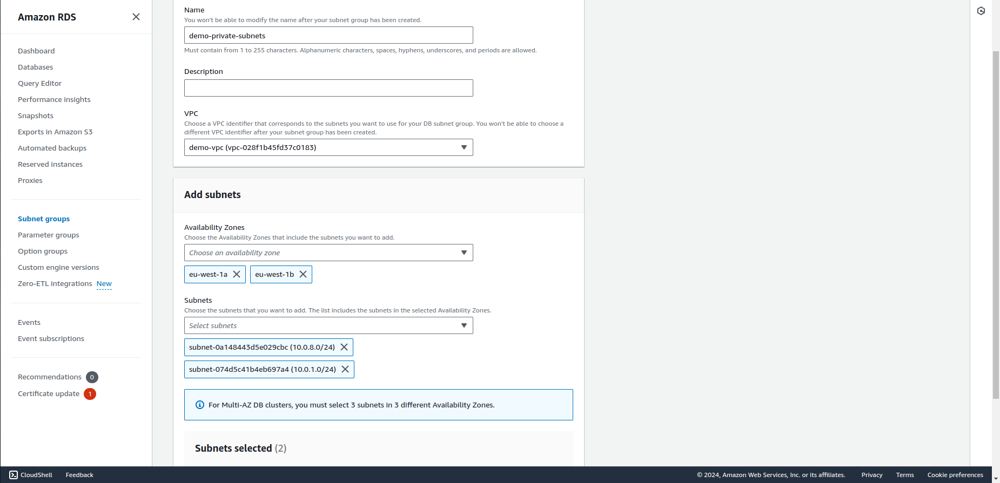 Amazon RDS
Dashboard
Databases
Query Editor
Performance insights
Snapshots
Exports in Amazon S3
Automated backups
Reserved instances
Proxies
Subnet groups
Parameter groups
Option groups
Custom engine versions
Zero-ETL integrations New
Events
Event subscriptions
Recommendations 0
Certificate update 1
Name
You won't be able to modify the name after your subnet group has been created.
demo-private-subnets
Must contain from 1 to 255 characters. Alphanumeric characters, spaces, hyphens, underscores, and periods are allowed.
Description
VPC
Choose a VPC identifier that corresponds to the subnets you want to use for your DB subnet group. You won't be able to choose a
different VPC identifier after your subnet group has been created.
demo-vpc (vpc-028f1b45fd37c0183)
Add subnets
Availability Zones
Choose the Availability Zones that include the subnets you want to add.
Choose an availability zone
eu-west-1a eu-west-1b
Subnets
Choose the subnets that you want to add. The list includes the subnets in the selected Availability Zones.
Select subnets
subnet-0a148443d5e029cbc (10.0.8.0/24)
subnet-074d5c41b4eb697a4 (10.0.1.0/24)
For Multi-AZ DB clusters, you must select 3 subnets in 3 different Availability Zones.
Subnets selected (2)
CloudShell Feedback © 2024, Amazon Web Services, Inc. or its affiliates. Privacy Terms Cookie preferences